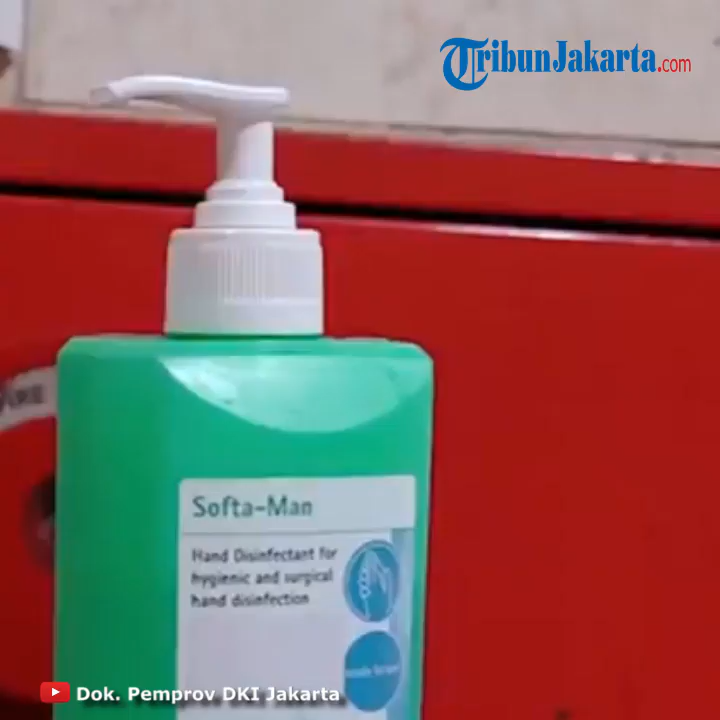 TribunJakarta.com
Softa-Man
Hand Disinfectant for
hygienic and surgical
hand disinfection
Dok. Pemprov DKI Jakarta